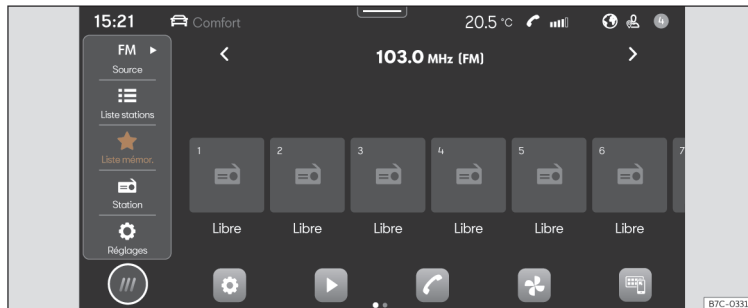 15:21 Comfort 20.5 °C 4
FM
Source
103.0 MHz (FM)
Liste stations
Liste mémor.
1 2 3 4 5 6 7
Station
Libre Libre Libre Libre Libre Libre
Réglages
B7C-0331